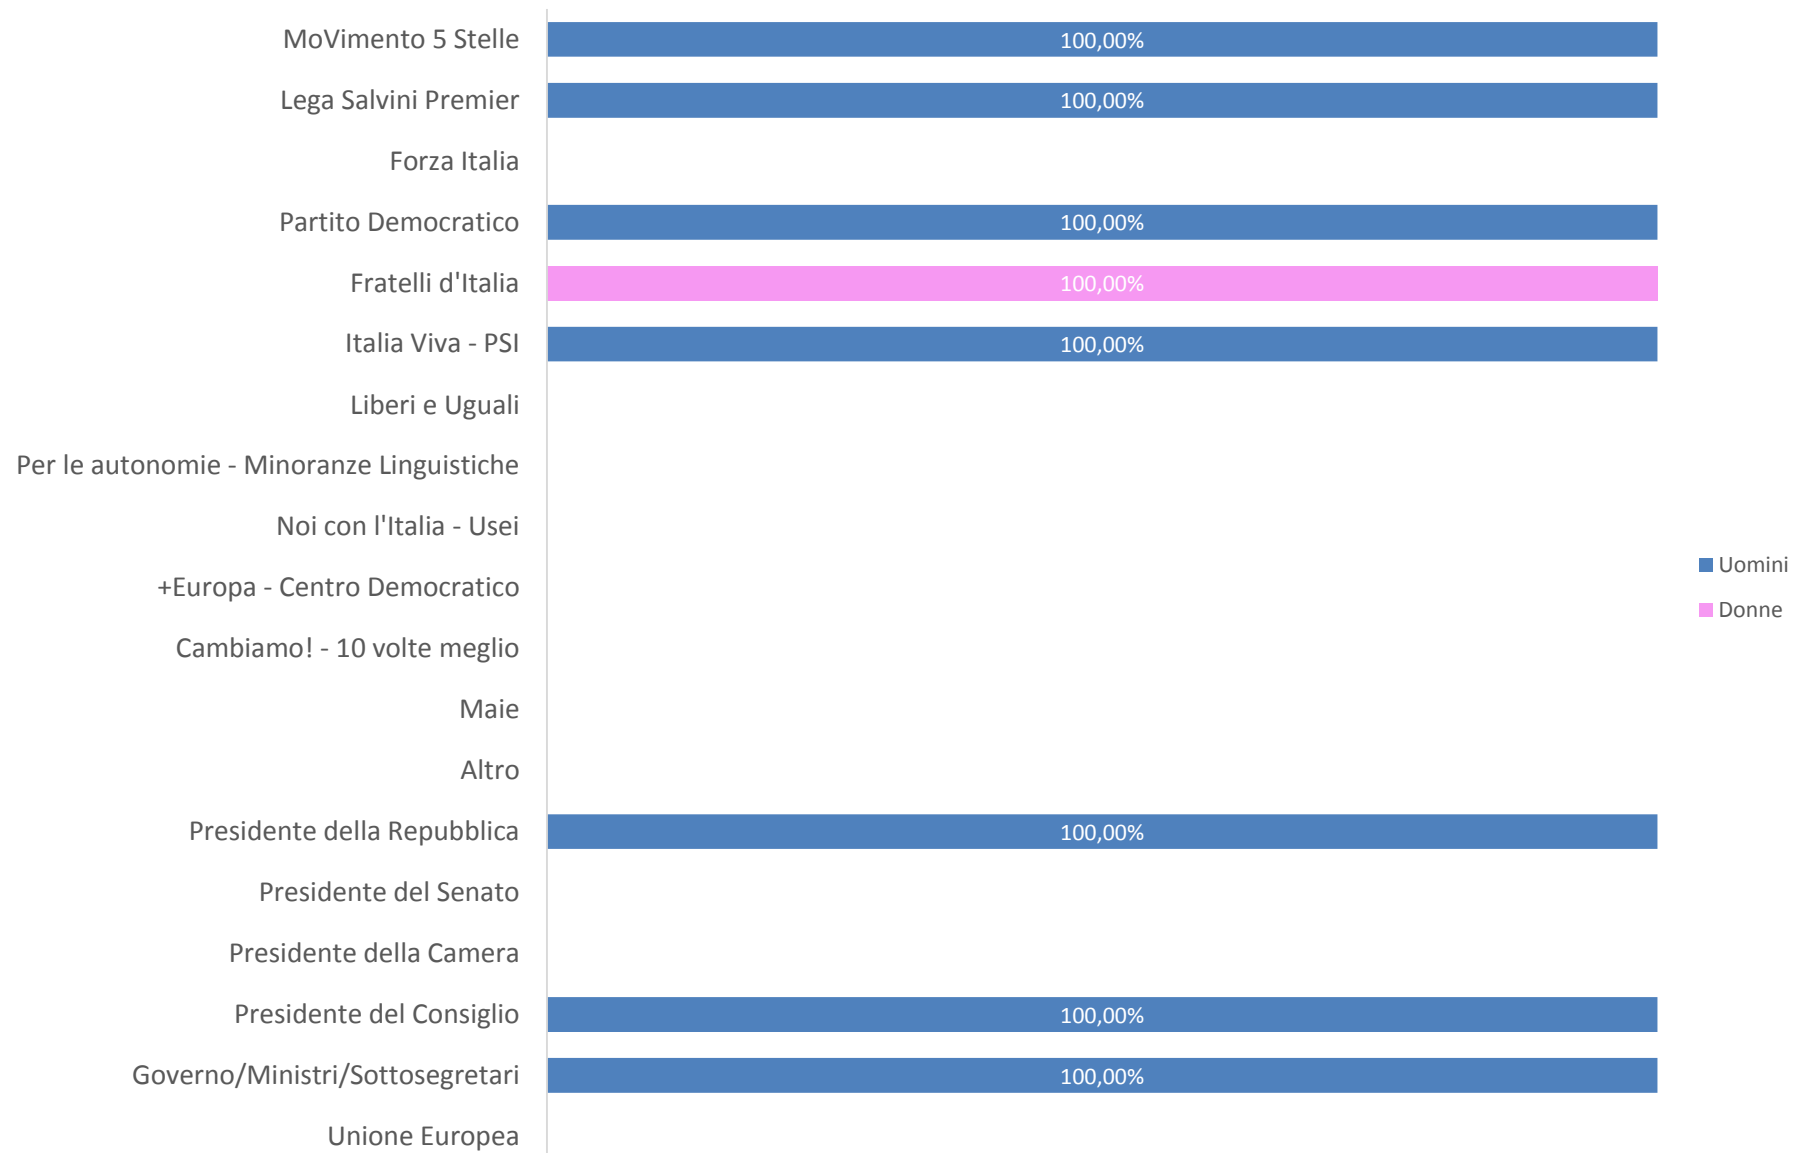 MoVimento 5 Stelle 100,00%
Lega Salvini Premier 100,00%
Forza Italia
Partito Democratico 100,00%
Fratelli d'Italia 100,00%
Italia Viva - PSI 100,00%
Liberi e Uguali
Per le autonomie - Minoranze Linguistiche
Noi con l'Italia - Usei
+Europa - Centro Democratico
Cambiamo! - 10 volte meglio
Maie
Altro
Presidente della Repubblica 100,00%
Presidente del Senato
Presidente della Camera
Presidente del Consiglio 100,00%
Governo/Ministri/Sottosegretari 100,00%
Unione Europea
Uomini
Donne